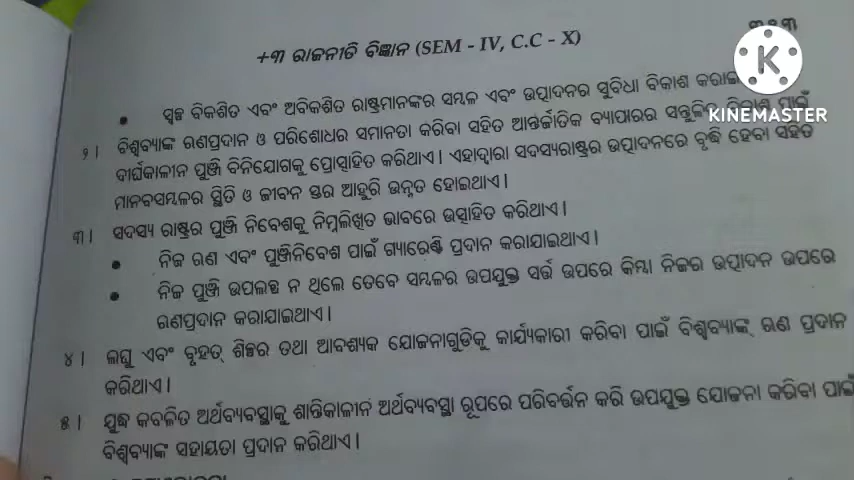 +୩ ରାଜନୀତି ବିଜ୍ଞାନ (SEM - IV, C.C - X)
K
KINEMASTER
• ସ୍ୱଳ୍ପ ବିକଶିତ ଏବଂ ଅବିକଶିତ ରାଷ୍ଟ୍ରମାନଙ୍କର ସମ୍ବଳ ଏବଂ ଉତ୍ପାଦନର ସୁବିଧା ବିକାଶ
୨। ବିଶ୍ୱବ୍ୟାଙ୍କ ଋଣପ୍ରଦାନ ଓ ପରିଶୋଧର ସମାନତା କରିବା ସହିତ ଆନ୍ତର୍ଜାତିକ ବ୍ୟାପାରର ସନ୍ତୁଳିତ ବିକାଶ ପାଇଁ
ଦୀର୍ଘକାଳୀନ ପୁଞ୍ଜି ବିନିଯୋଗକୁ ପ୍ରୋତ୍ସାହିତ କରିଥାଏ। ଏହାଦ୍ୱାରା ସଦସ୍ୟରାଷ୍ଟ୍ରର ଉତ୍ପାଦନରେ ବୃଦ୍ଧି ହେବା ସହିତ
ମାନବସମ୍ବଳର ସ୍ଥିତି ଓ ଜୀବନ ସ୍ତର ଆହୁରି ଉନ୍ନତ ହୋଇଥାଏ।
୩। ସଦସ୍ୟ ରାଷ୍ଟ୍ରର ପୁଞ୍ଜି ନିବେଶକୁ ନିମ୍ନଲିଖିତ ଭାବରେ ଉତ୍ସାହିତ କରିଥାଏ।
• ନିଜ ଋଣ ଏବଂ ପୁଞ୍ଜିନିବେଶ ପାଇଁ ଗ୍ୟାରେଣ୍ଟି ପ୍ରଦାନ କରାଯାଇଥାଏ।
• ନିଜ ପୁଞ୍ଜି ଉପଲବ୍ଧ ନ ଥିଲେ ତେବେ ସମ୍ବଳର ଉପଯୁକ୍ତ ସର୍ତ୍ତ ଉପରେ କିମ୍ବା ନିଜର ଉତ୍ପାଦନ ଉପରେ
ଋଣପ୍ରଦାନ କରାଯାଇଥାଏ।
୪। ଲଘୁ ଏବଂ ବୃହତ୍ ଶିଳ୍ପର ତଥା ଆବଶ୍ୟକ ଯୋଜନାଗୁଡିକୁ କାର୍ଯ୍ୟକାରୀ କରିବା ପାଇଁ ବିଶ୍ୱବ୍ୟାଙ୍କ୍ ଋଣ ପ୍ରଦାନ
କରିଥାଏ।
୫। ଯୁଦ୍ଧ କବଳିତ ଅର୍ଥବ୍ୟବସ୍ଥାକୁ ଶାନ୍ତିକାଳୀନ ଅର୍ଥବ୍ୟବସ୍ଥା ରୂପରେ ପରିବର୍ତ୍ତନ କରି ଉପଯୁକ୍ତ ଯୋଜନା କରିବା ପାଇଁ
ବିଶ୍ୱବ୍ୟାଙ୍କ ସହାୟତା ପ୍ରଦାନ କରିଥାଏ।